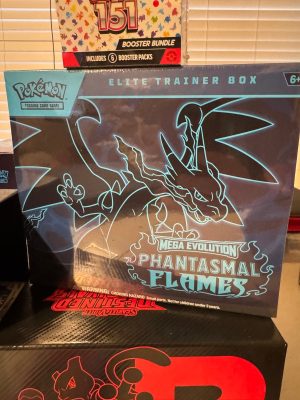 151
BOOSTER BUNDLE
INCLUDES 6 BOOSTER PACKS
POKÉMON
TRADING CARD GAME
ELITE TRAINER BOX
6+
MEGA EVOLUTION
PHANTASMAL
FLAMES
DESTINED